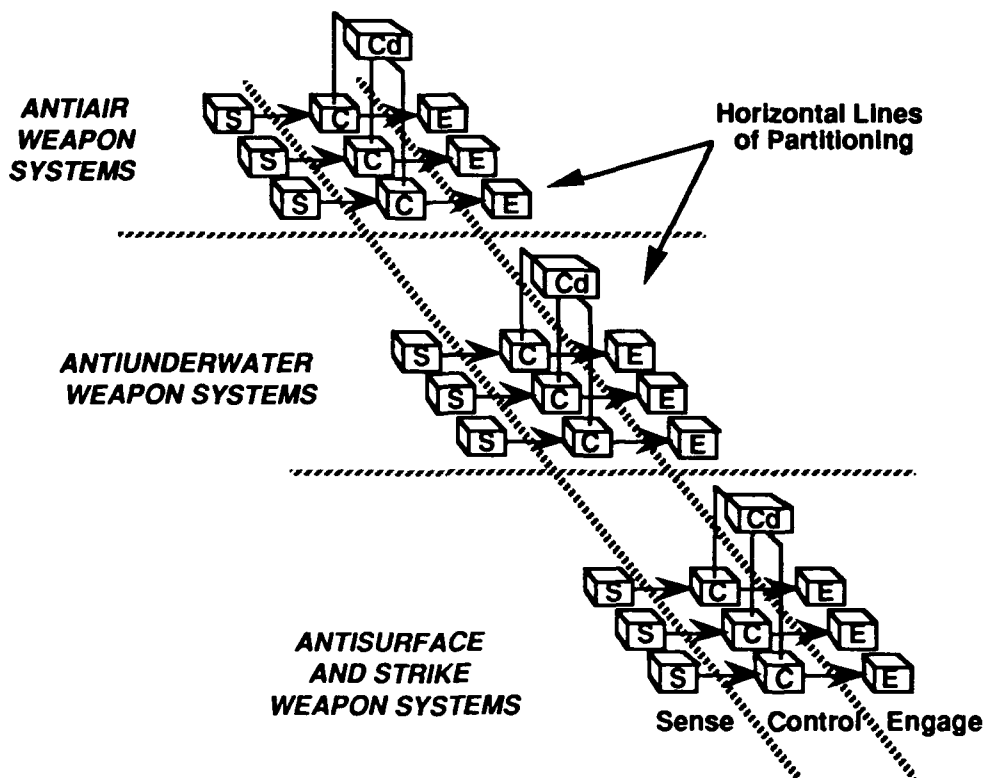 Cd
ANTIAIR
WEAPON
SYSTEMS
S C E
S C E
S C E
Horizontal Lines
of Partitioning
Cd
ANTIUNDERWATER
WEAPON SYSTEMS
S C E
S C E
S C E
Cd
ANTISURFACE
AND STRIKE
WEAPON SYSTEMS
S C E
S C E
S C E
Sense Control Engage